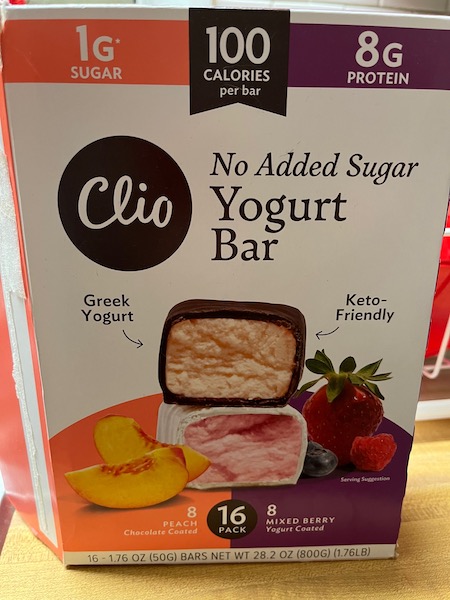 1G*
SUGAR
100
CALORIES
per bar
8G
PROTEIN
Clio
No Added Sugar
Yogurt
Bar
Greek
Yogurt
Keto-
Friendly
Serving Suggestion
8
PEACH
Chocolate Coated
16
PACK
8
MIXED BERRY
Yogurt Coated
16 - 1.76 OZ (50G) BARS NET WT 28.2 OZ (800G) (1.76LB)